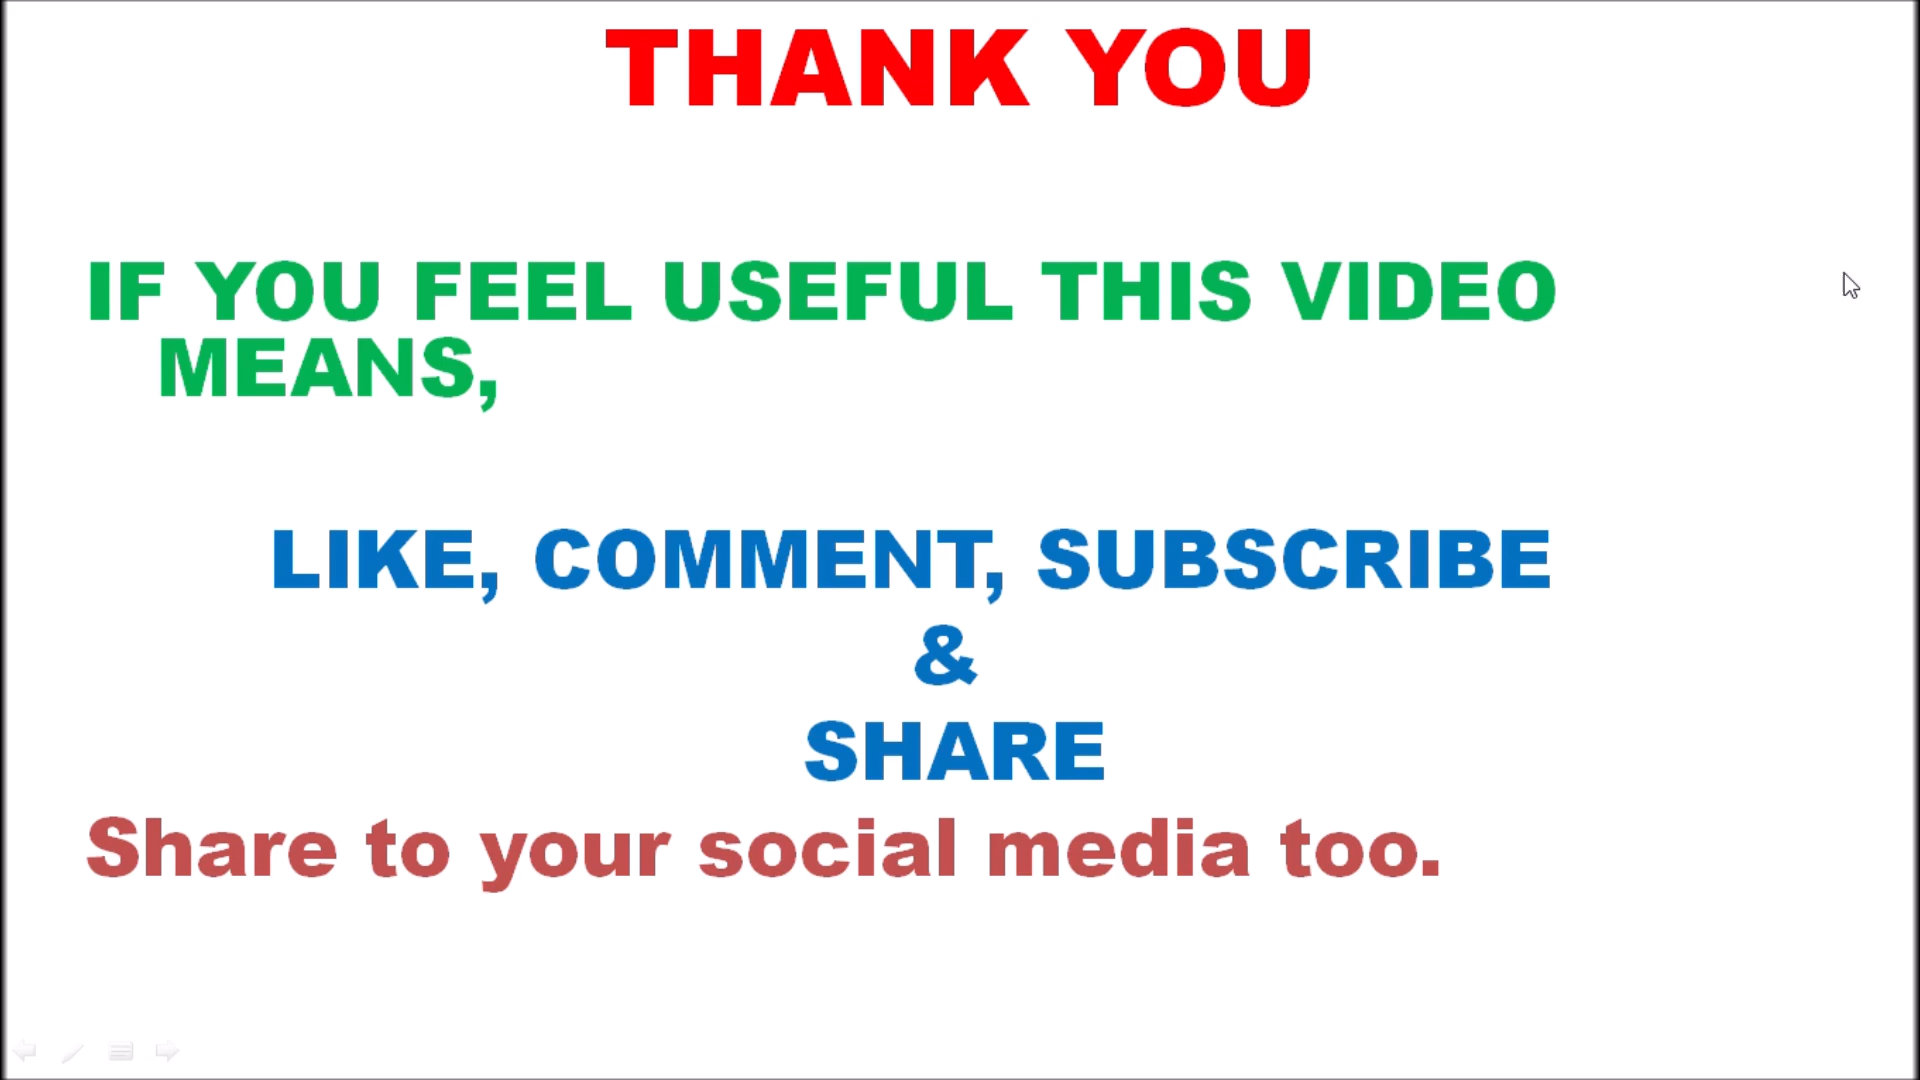 THANK YOU
IF YOU FEEL USEFUL THIS VIDEO
MEANS,
LIKE, COMMENT, SUBSCRIBE
&
SHARE
Share to your social media too.